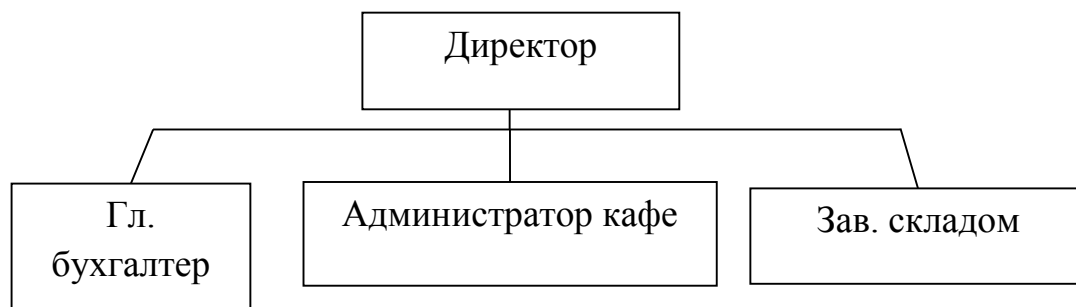 Директор
Гл.
бухгалтер
Администратор кафе
Зав. складом